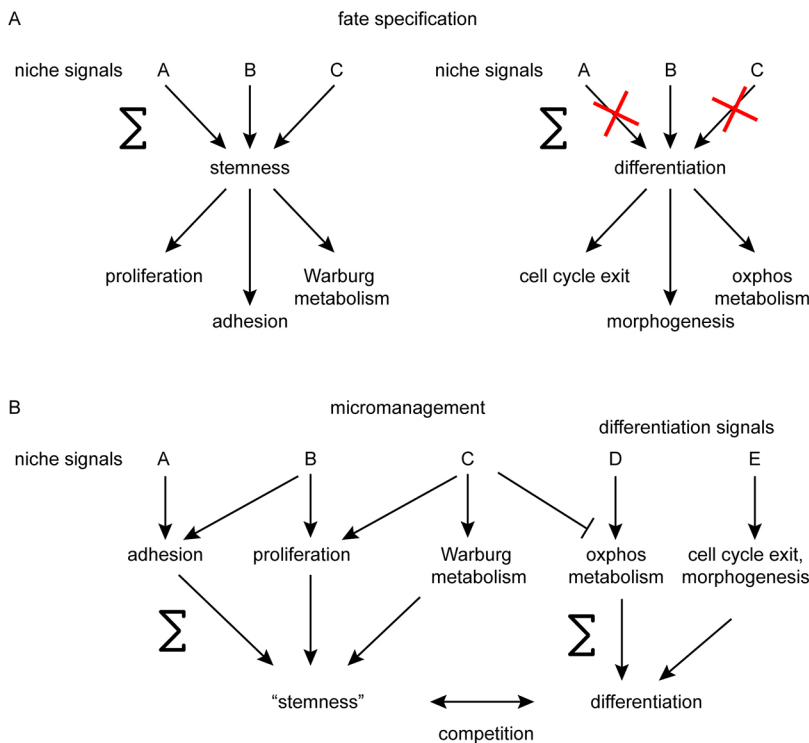 A
fate specification
niche signals A B C
niche signals A B C
∑
∑
stemness
differentiation
proliferation
Warburg
metabolism
adhesion
cell cycle exit
oxphos
metabolism
morphogenesis
B
micromanagement
differentiation signals
niche signals A B C D E
adhesion
proliferation
Warburg
metabolism
oxphos
metabolism
cell cycle exit,
morphogenesis
∑
∑
“stemness”
differentiation
competition